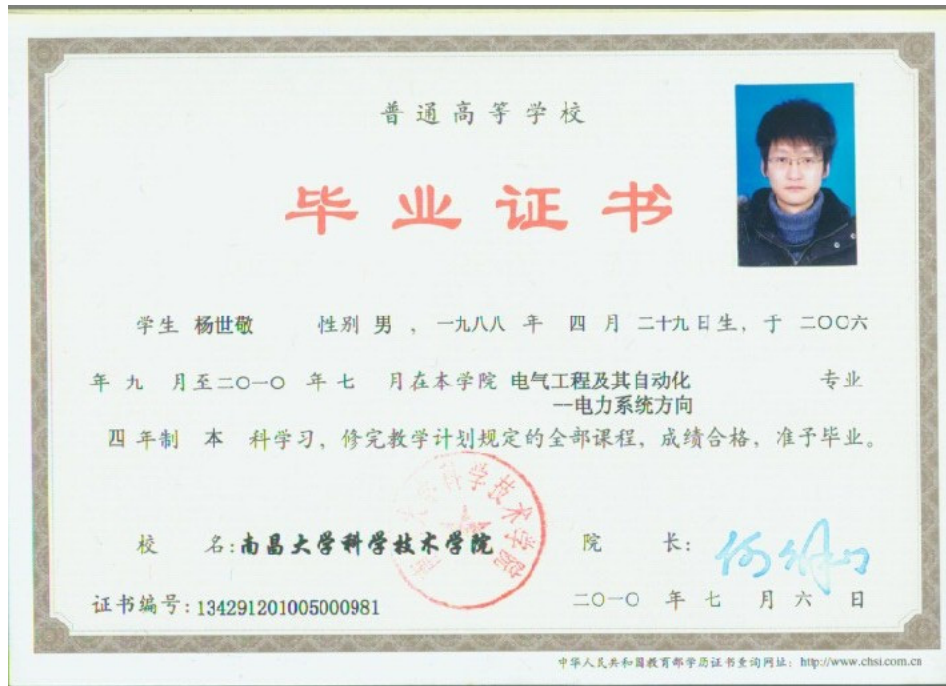 普通高等学校
毕业证书
学生 杨世敬 性别 男 ，一九八八 年 四 月 二十九日生，于 二〇〇六
年 九 月至二〇一〇 年 七 月在本学院 电气工程及其自动化 专业
--电力系统方向
四 年制 本 科学习，修完教学计划规定的全部课程，成绩合格，准予毕业。
校 名:南昌大学科学技术学院 院 长:
证书编号:134291201005000981 二〇一〇 年 七 月 六 日
中华人民共和国教育部学历证书查询网址：http://www.chsi.com.cn